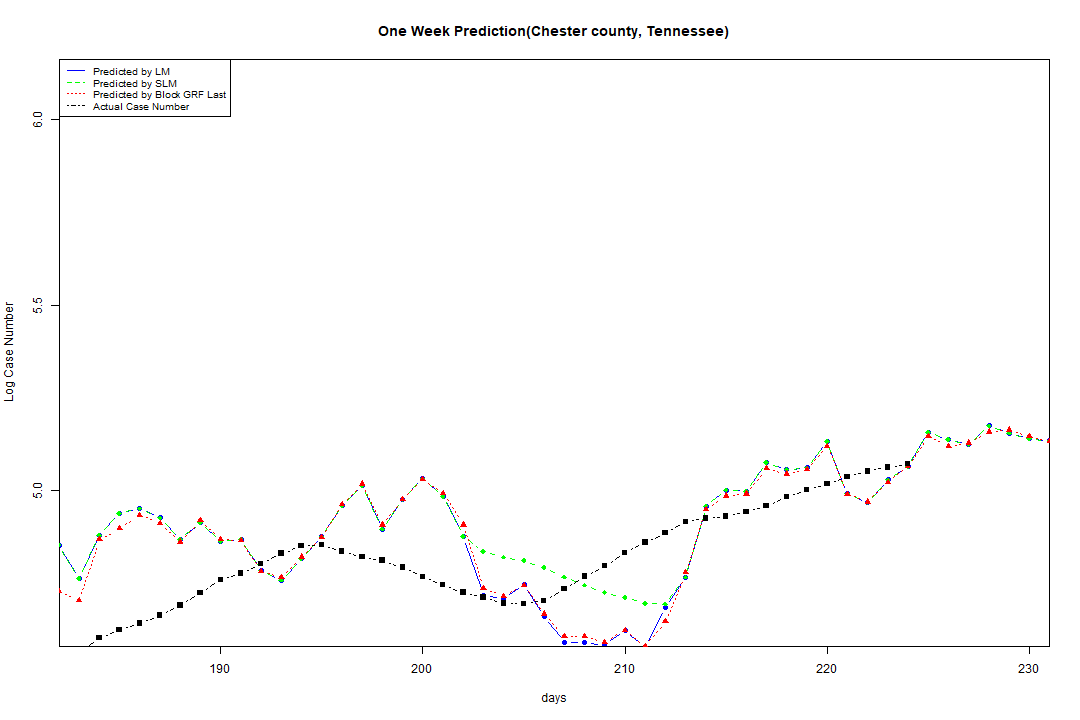 One Week Prediction(Chester county, Tennessee)
Predicted by LM
Predicted by SLM
Predicted by Block GRF Last
Actual Case Number
6.0
5.5
5.0
Log Case Number
190 200 210 220 230
days